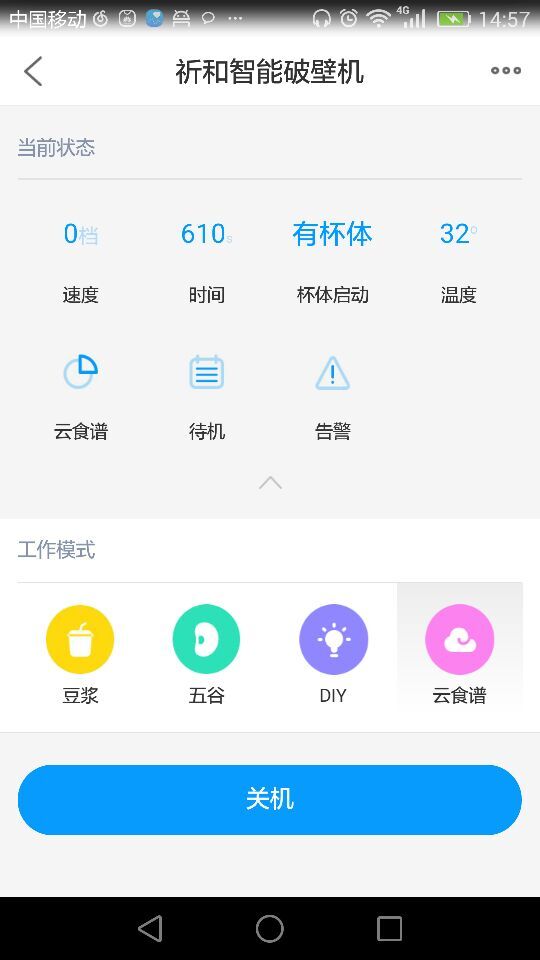 中国移动 4G 14:57
祈和智能破壁机
当前状态
0档 610s 有杯体 32°
速度 时间 杯体启动 温度
云食谱 待机 告警
工作模式
豆浆 五谷 DIY 云食谱
关机